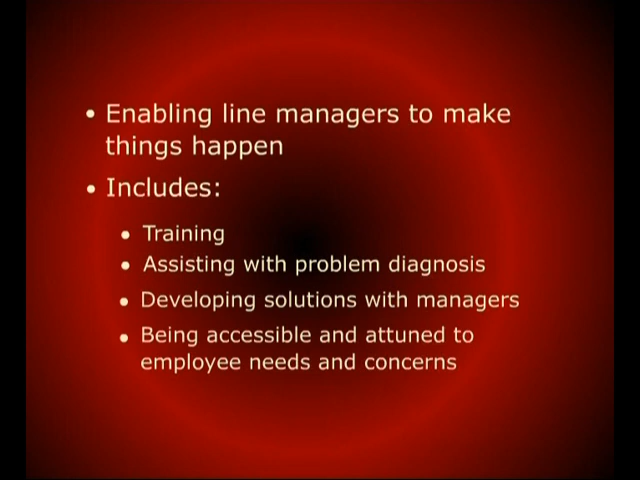 • Enabling line managers to make
things happen
• Includes:
• Training
• Assisting with problem diagnosis
• Developing solutions with managers
• Being accessible and attuned to
employee needs and concerns